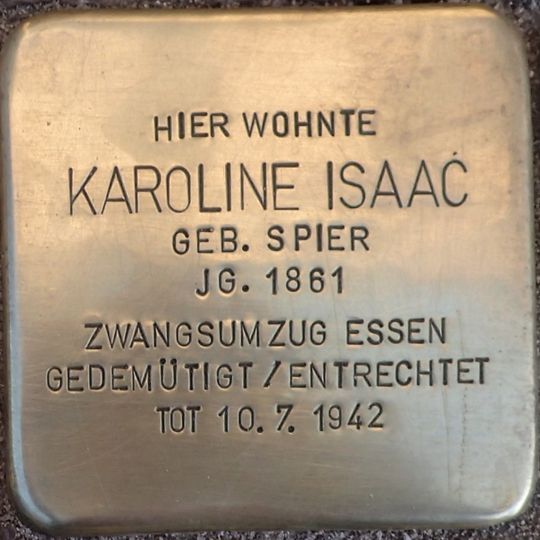 HIER WOHNTE
KAROLINE ISAAC
GEB. SPIER
JG. 1861
ZWANGSUMZUG ESSEN
GEDEMÜTIGT/ENTRECHTET
TOT 10.7.1942